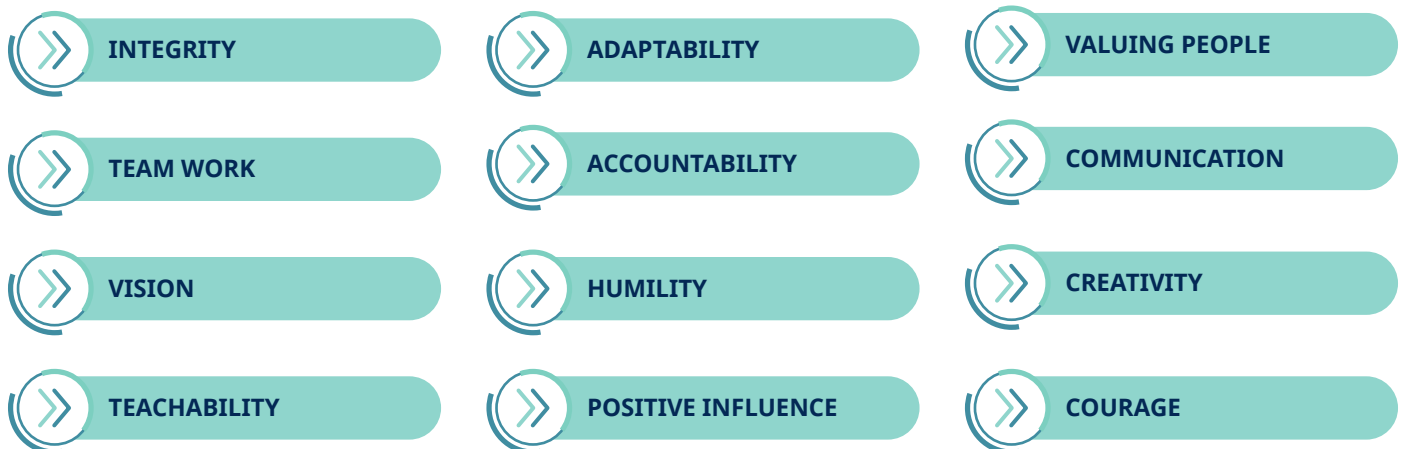 INTEGRITY
ADAPTABILITY
VALUING PEOPLE
TEAM WORK
ACCOUNTABILITY
COMMUNICATION
VISION
HUMILITY
CREATIVITY
TEACHABILITY
POSITIVE INFLUENCE
COURAGE